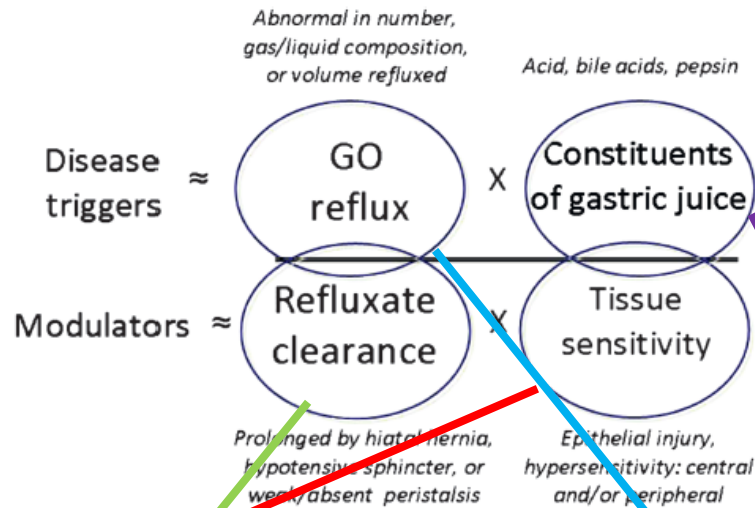 Abnormal in number,
gas/liquid composition,
or volume refluxed
Acid, bile acids, pepsin
Disease
triggers
≈
GO
reflux
X
Constituents
of gastric juice
Modulators ≈
Refluxate
clearance
X
Tissue
sensitivity
Prolonged by hiatal hernia,
hypotensive sphincter, or
weak/absent peristalsis
Epithelial injury,
hypersensitivity: central
and/or peripheral